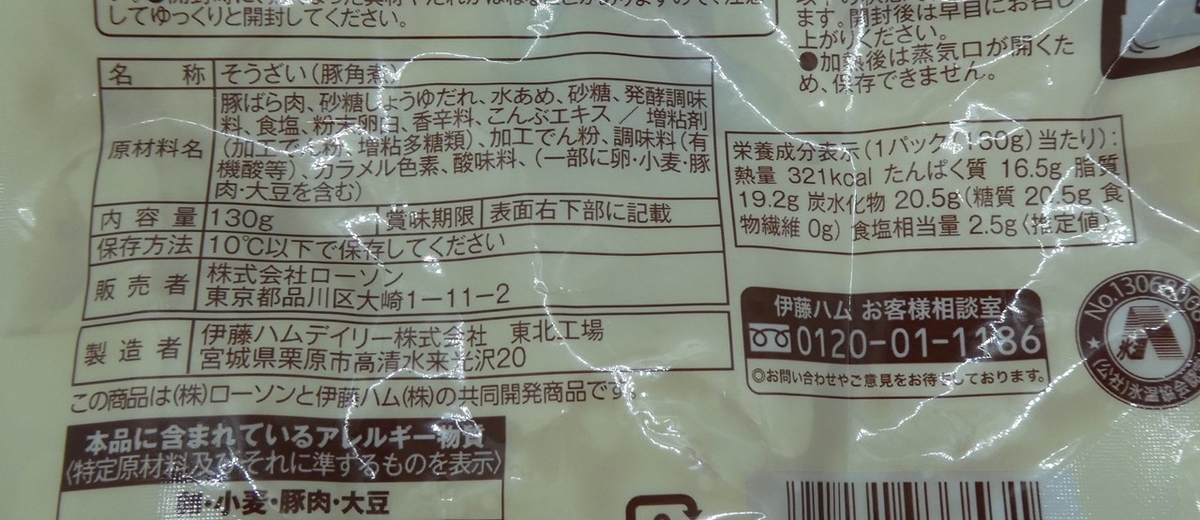 してゆっくりと開封してください。
ます。開封後は早目にお召し
上がりください。
●加熱後は蒸気口が開くた
め、保存できません。
名称 そうざい(豚角煮)
原材料名
豚ばら肉、砂糖しょうゆだれ、水あめ、砂糖、発酵調味
料、食塩、粉末卵白、香辛料、こんぶエキス/増粘剤
(加工でん粉、増粘多糖類)、加工でん粉、調味料(有
機酸等)、カラメル色素、酸味料、(一部に卵・小麦・豚
肉・大豆を含む)
内容量 130g 賞味期限 表面右下部に記載
保存方法 10℃以下で保存してください
販売者 株式会社ローソン
東京都品川区大崎1-11-2
製造者 伊藤ハムデイリー株式会社 東北工場
宮城県栗原市高清水来光沢20
この商品は(株)ローソンと伊藤ハム(株)の共同開発商品です。
本品に含まれているアレルギー物質
〈特定原材料及びそれに準ずるものを表示〉
卵・小麦・豚肉・大豆
栄養成分表示(1パック(130g)当たり):
熱量 321kcal たんぱく質 16.5g 脂質
19.2g 炭水化物 20.5g(糖質 20.5g 食
物繊維 0g) 食塩相当量 2.5g〈推定値〉
伊藤ハム お客様相談室
0120-01-1186
◎お問い合わせやご意見をお待ちしております。